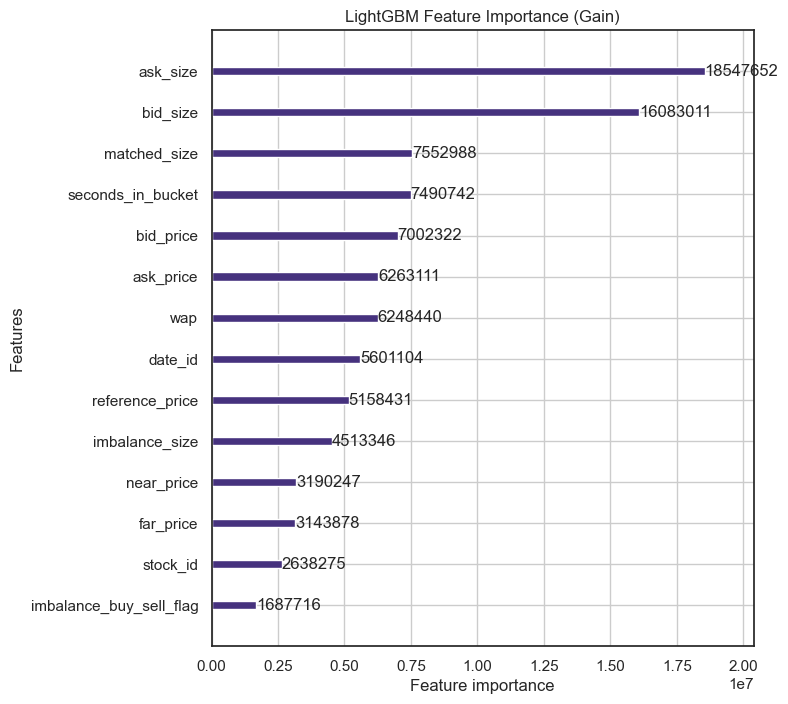 LightGBM Feature Importance (Gain)
ask_size 18547652
bid_size 16083011
matched_size 7552988
seconds_in_bucket 7490742
bid_price 7002322
ask_price 6263111
wap 6248440
date_id 5601104
reference_price 5158431
imbalance_size 4513346
near_price 3190247
far_price 3143878
stock_id 2638275
imbalance_buy_sell_flag 1687716
Features
0.00 0.25 0.50 0.75 1.00 1.25 1.50 1.75 2.00
1e7
Feature importance